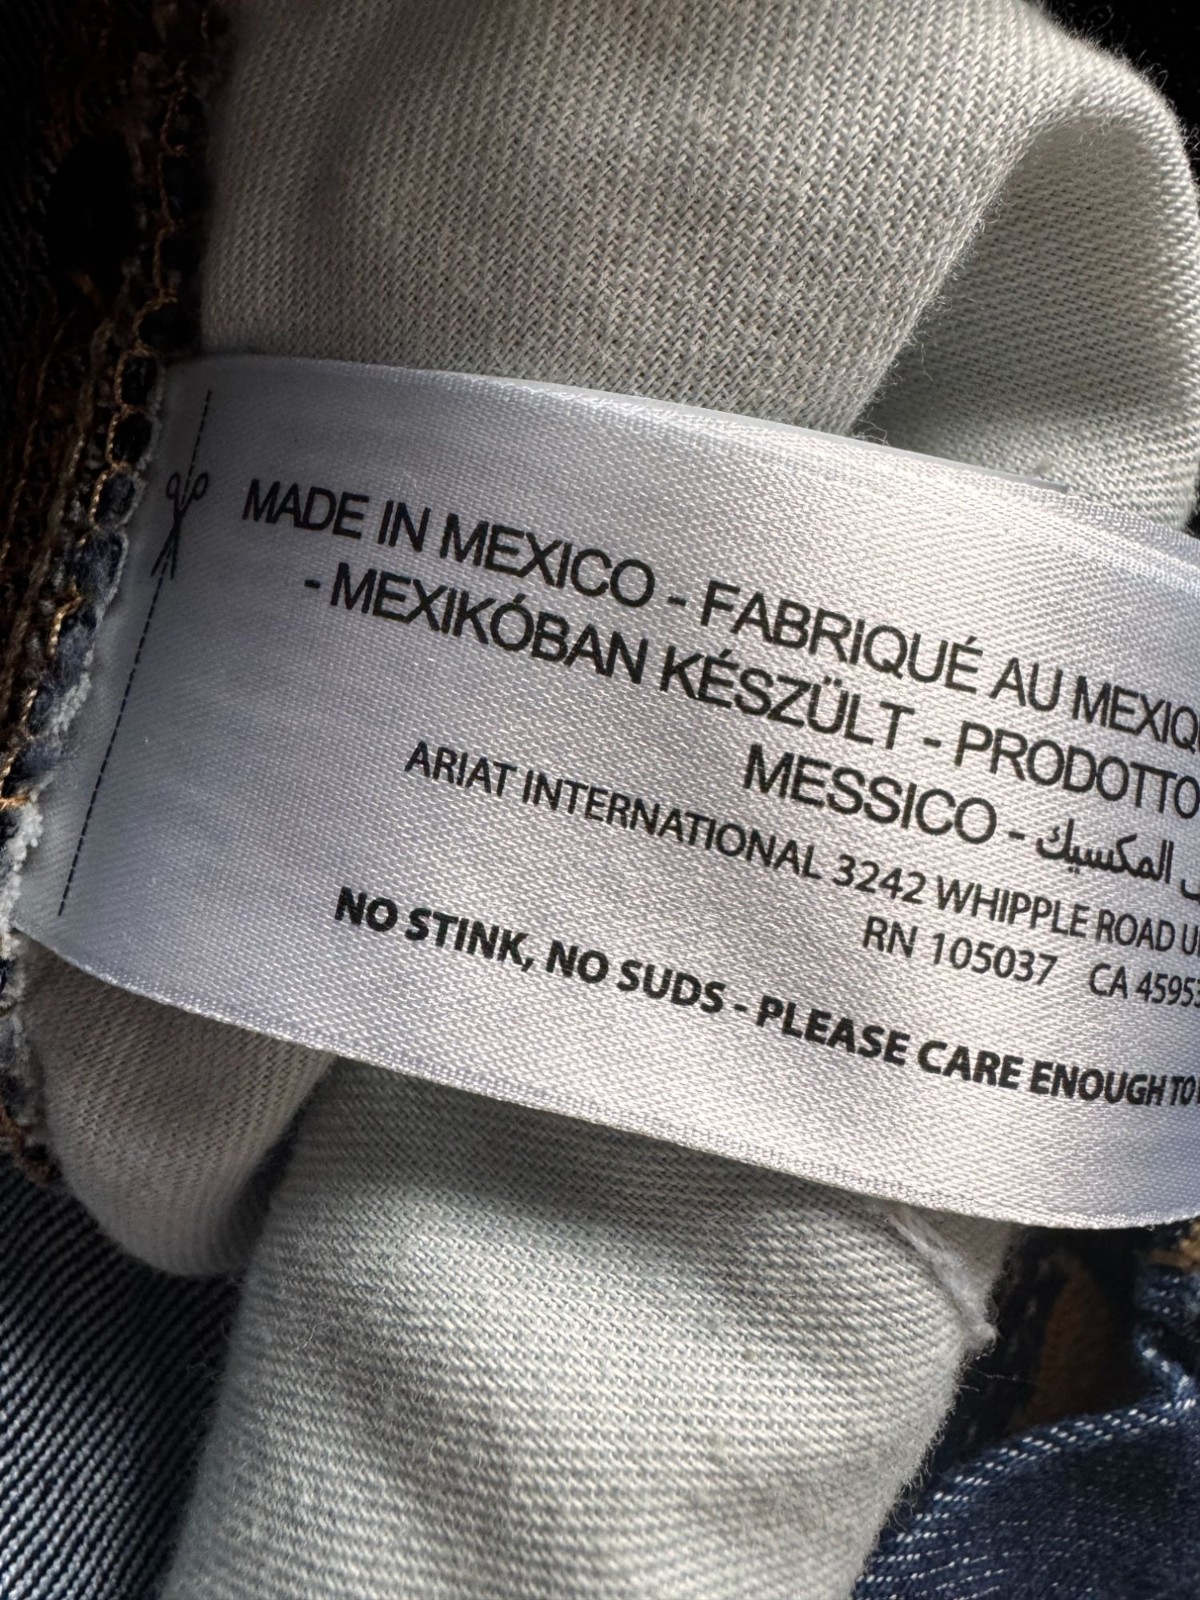 MADE IN MEXICO - FABRIQUÉ AU MEXIQU
- MEXIKÓBAN KÉSZÜLT - PRODOTTO
MESSICO - المكسيك
ARIAT INTERNATIONAL 3242 WHIPPLE ROAD
RN 105037 CA 4595
NO STINK, NO SUDS - PLEASE CARE ENOUGH TO